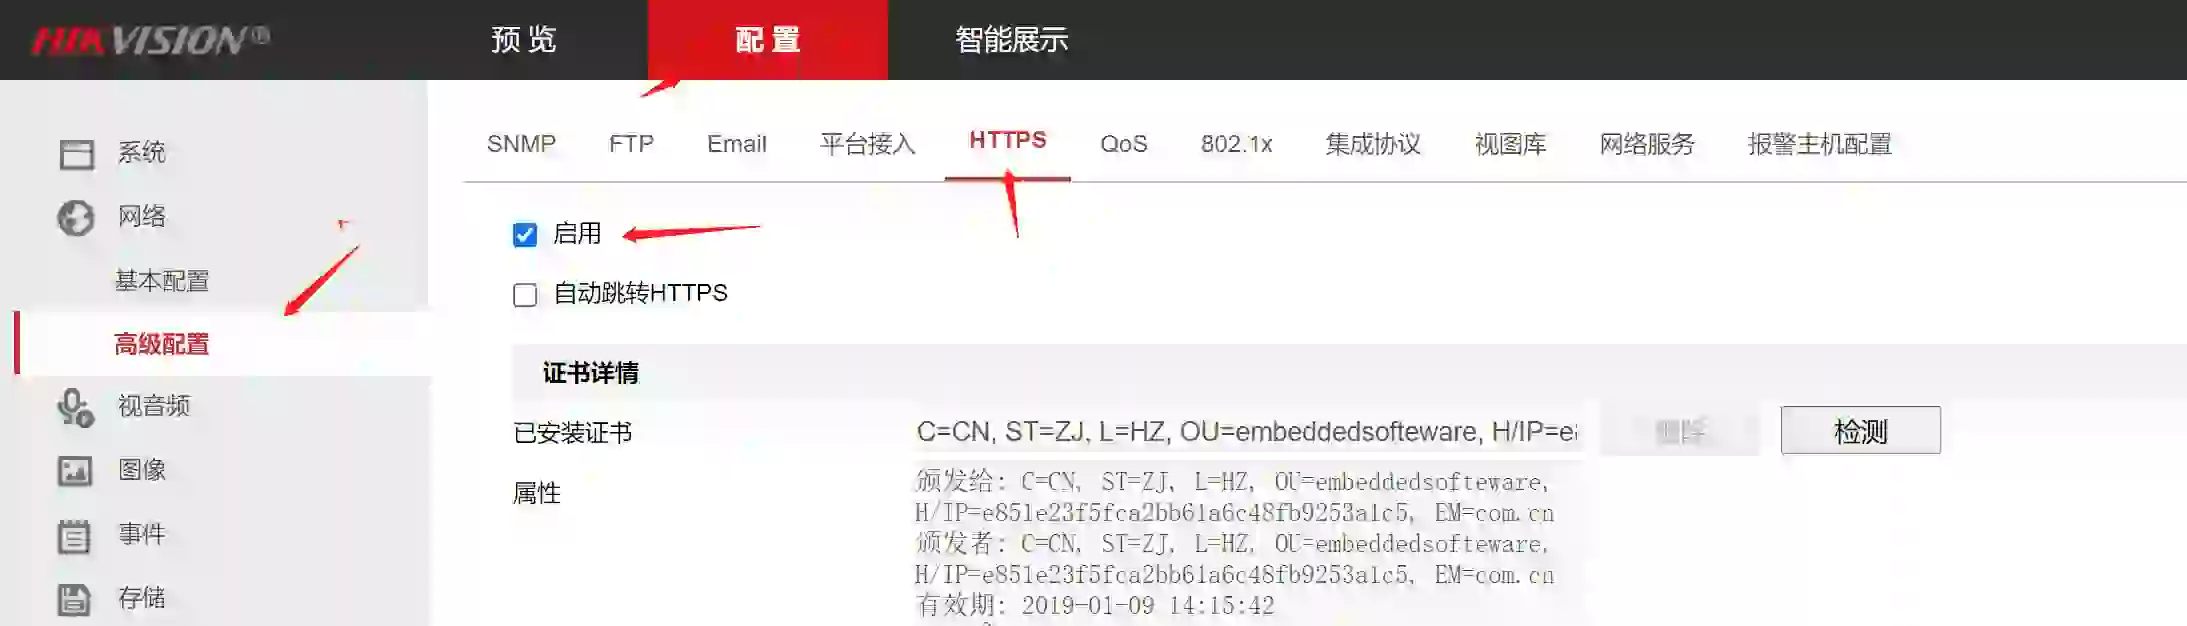 HIKVISION®
预览 配置 智能展示
系统
网络
基本配置
高级配置
视音频
图像
事件
存储
SNMP FTP Email 平台接入 HTTPS QoS 802.1x 集成协议 视图库 网络服务 报警主机配置
启用
自动跳转HTTPS
证书详情
已安装证书 C=CN, ST=ZJ, L=HZ, OU=embeddedsofteware, H/IP=e8 删除 检测
属性
颁发给: C=CN, ST=ZJ, L=HZ, OU=embeddedsofteware,
H/IP=e851e23f5fca2bb61a6c48fb9253a1c5, EM=com.cn
颁发者: C=CN, ST=ZJ, L=HZ, OU=embeddedsofteware,
H/IP=e851e23f5fca2bb61a6c48fb9253a1c5, EM=com.cn
有效期: 2019-01-09 14:15:42